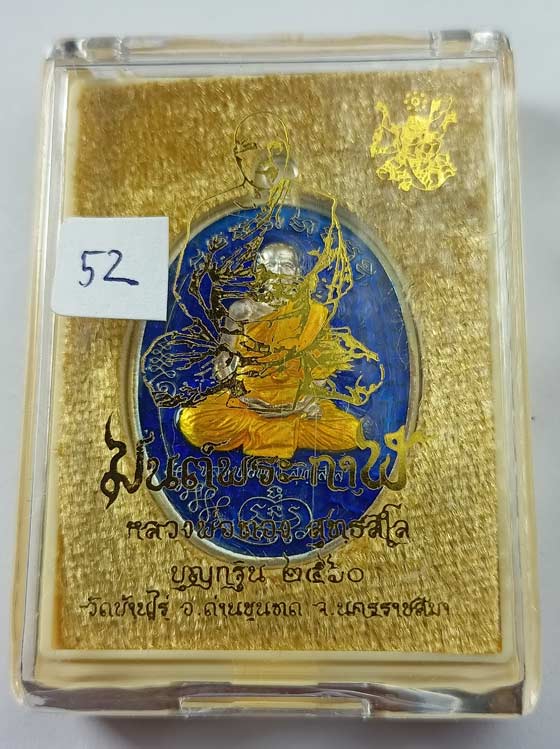 52
มันต์พระกาฬ
หลวงพ่อทวง สุทธสีโล
บุญกฐิน ๒๕๖๐
วัดบ้านไร่ อ.ด่านขุนทด จ.นครราชสีมา